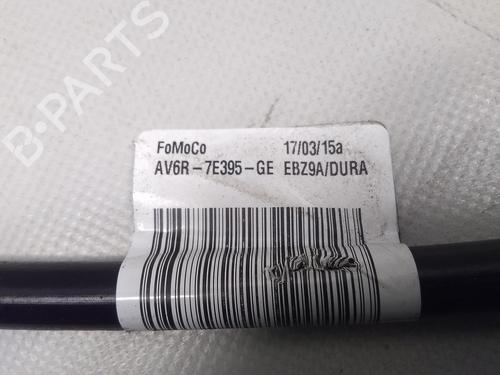 B-PARTS
FoMoCo 17/03/15a
AV6R-7E395-GE EBZ9A/DURA